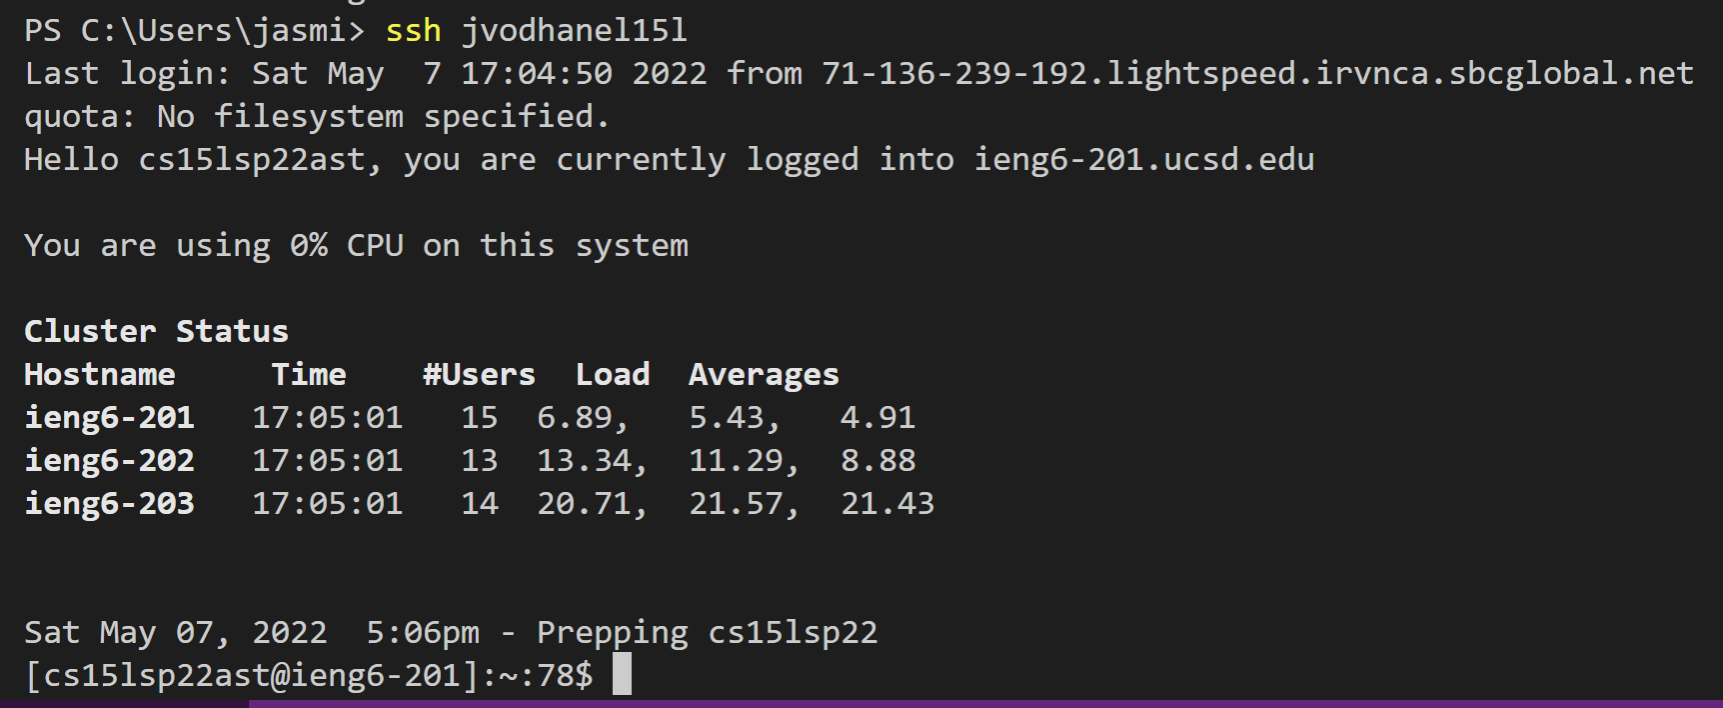 PS C:\Users\jasmi> ssh jvodhanel15l
Last login: Sat May  7 17:04:50 2022 from 71-136-239-192.lightspeed.irvnca.sbcglobal.net
quota: No filesystem specified.
Hello cs15lsp22ast, you are currently logged into ieng6-201.ucsd.edu
You are using 0% CPU on this system
Cluster Status
Hostname     Time    #Users  Load  Averages
ieng6-201   17:05:01   15  6.89,   5.43,   4.91
ieng6-202   17:05:01   13  13.34,  11.29,  8.88
ieng6-203   17:05:01   14  20.71,  21.57,  21.43
Sat May 07, 2022  5:06pm - Prepping cs15lsp22
[cs15lsp22ast@ieng6-201]:~:78$